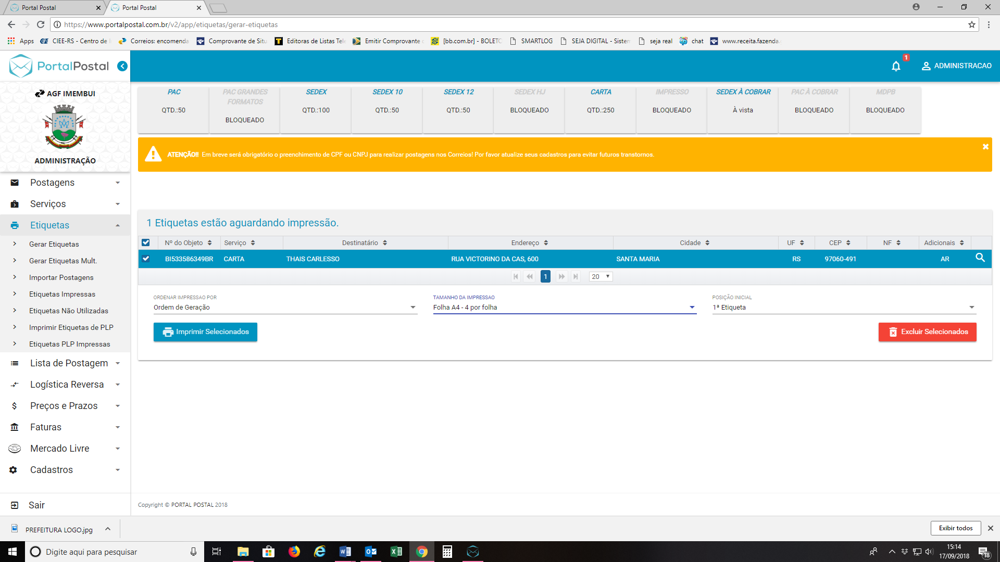 Portal Postal
Portal Postal
https://www.portalpostal.com.br/v2/app/etiquetas/gerar-etiquetas
Apps
CIEE-RS - Centro de I
Correios: encomenda
Comprovante de Situ
Editoras de Listas Tele
Emitir Comprovante
[bb.com.br] - BOLETO
SMARTLOG
SEJA DIGITAL - Sistem
seja real
chat
www.receita.fazenda.
PortalPostal
1
ADMINISTRACAO
AGF IMEMBUI
ADMINISTRAÇÃO
Postagens
Serviços
Etiquetas
Gerar Etiquetas
Gerar Etiquetas Mult.
Importar Postagens
Etiquetas Impressas
Etiquetas Não Utilizadas
Imprimir Etiquetas de PLP
Etiquetas PLP Impressas
Lista de Postagem
Logística Reversa
Preços e Prazos
Faturas
Mercado Livre
Cadastros
Sair
PAC
QTD.:50
PAC GRANDES
FORMATOS
BLOQUEADO
SEDEX
QTD.:100
SEDEX 10
QTD.:50
SEDEX 12
QTD.:50
SEDEX HJ
BLOQUEADO
CARTA
QTD.:250
IMPRESSO
BLOQUEADO
SEDEX À COBRAR
À vista
PAC À COBRAR
BLOQUEADO
MDPB
BLOQUEADO
ATENÇÃO!! Em breve será obrigatório o preenchimento de CPF ou CNPJ para realizar postagens nos Correios! Por favor atualize seus cadastros para evitar futuros transtornos.
1 Etiquetas estão aguardando impressão.
Nº do Objeto Serviço Destinatário Endereço Cidade UF CEP NF Adicionais
BI533586349BR CARTA THAIS CARLESSO RUA VICTORINO DA CAS, 600 SANTA MARIA RS 97060-491 AR
1 20
ORDENAR IMPRESSAO POR
Ordem de Geração
TAMANHO DA IMPRESSAO
Folha A4 - 4 por folha
POSIÇÃO INICIAL
1ª Etiqueta
Imprimir Selecionados
Excluir Selecionados
Copyright © PORTAL POSTAL 2018
PREFEITURA LOGO.jpg
Exibir todos
Digite aqui para pesquisar
15:14
17/09/2018
18